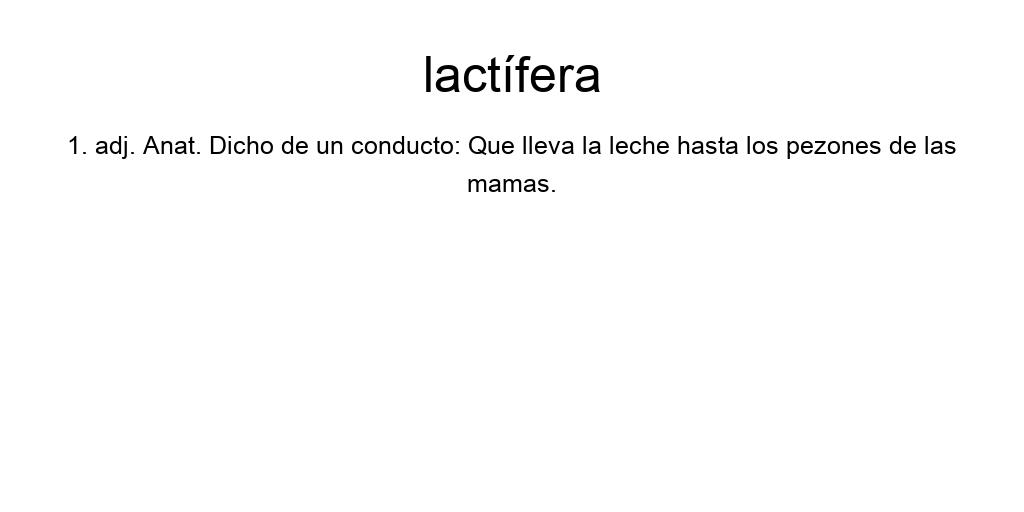 lactífera
1. adj. Anat. Dicho de un conducto: Que lleva la leche hasta los pezones de las
mamas.